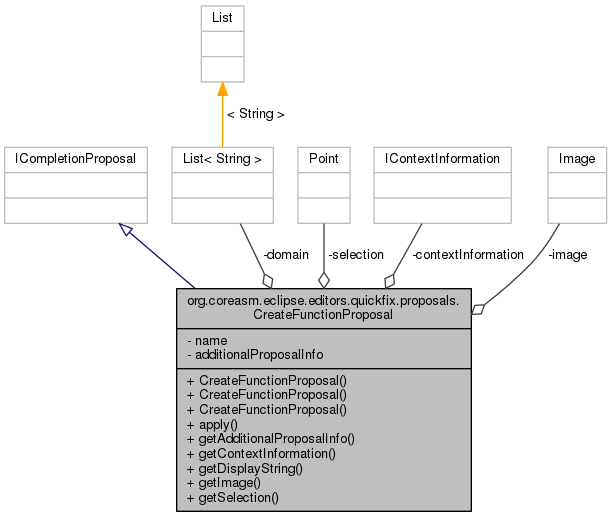 List
< String >
ICompletionProposal
List< String >
Point
IContextInformation
Image
-domain
-selection
-contextInformation
-image
org.coreasm.eclipse.editors.quickfix.proposals.
CreateFunctionProposal
- name
- additionalProposalInfo
+ CreateFunctionProposal()
+ CreateFunctionProposal()
+ CreateFunctionProposal()
+ apply()
+ getAdditionalProposalInfo()
+ getContextInformation()
+ getDisplayString()
+ getImage()
+ getSelection()